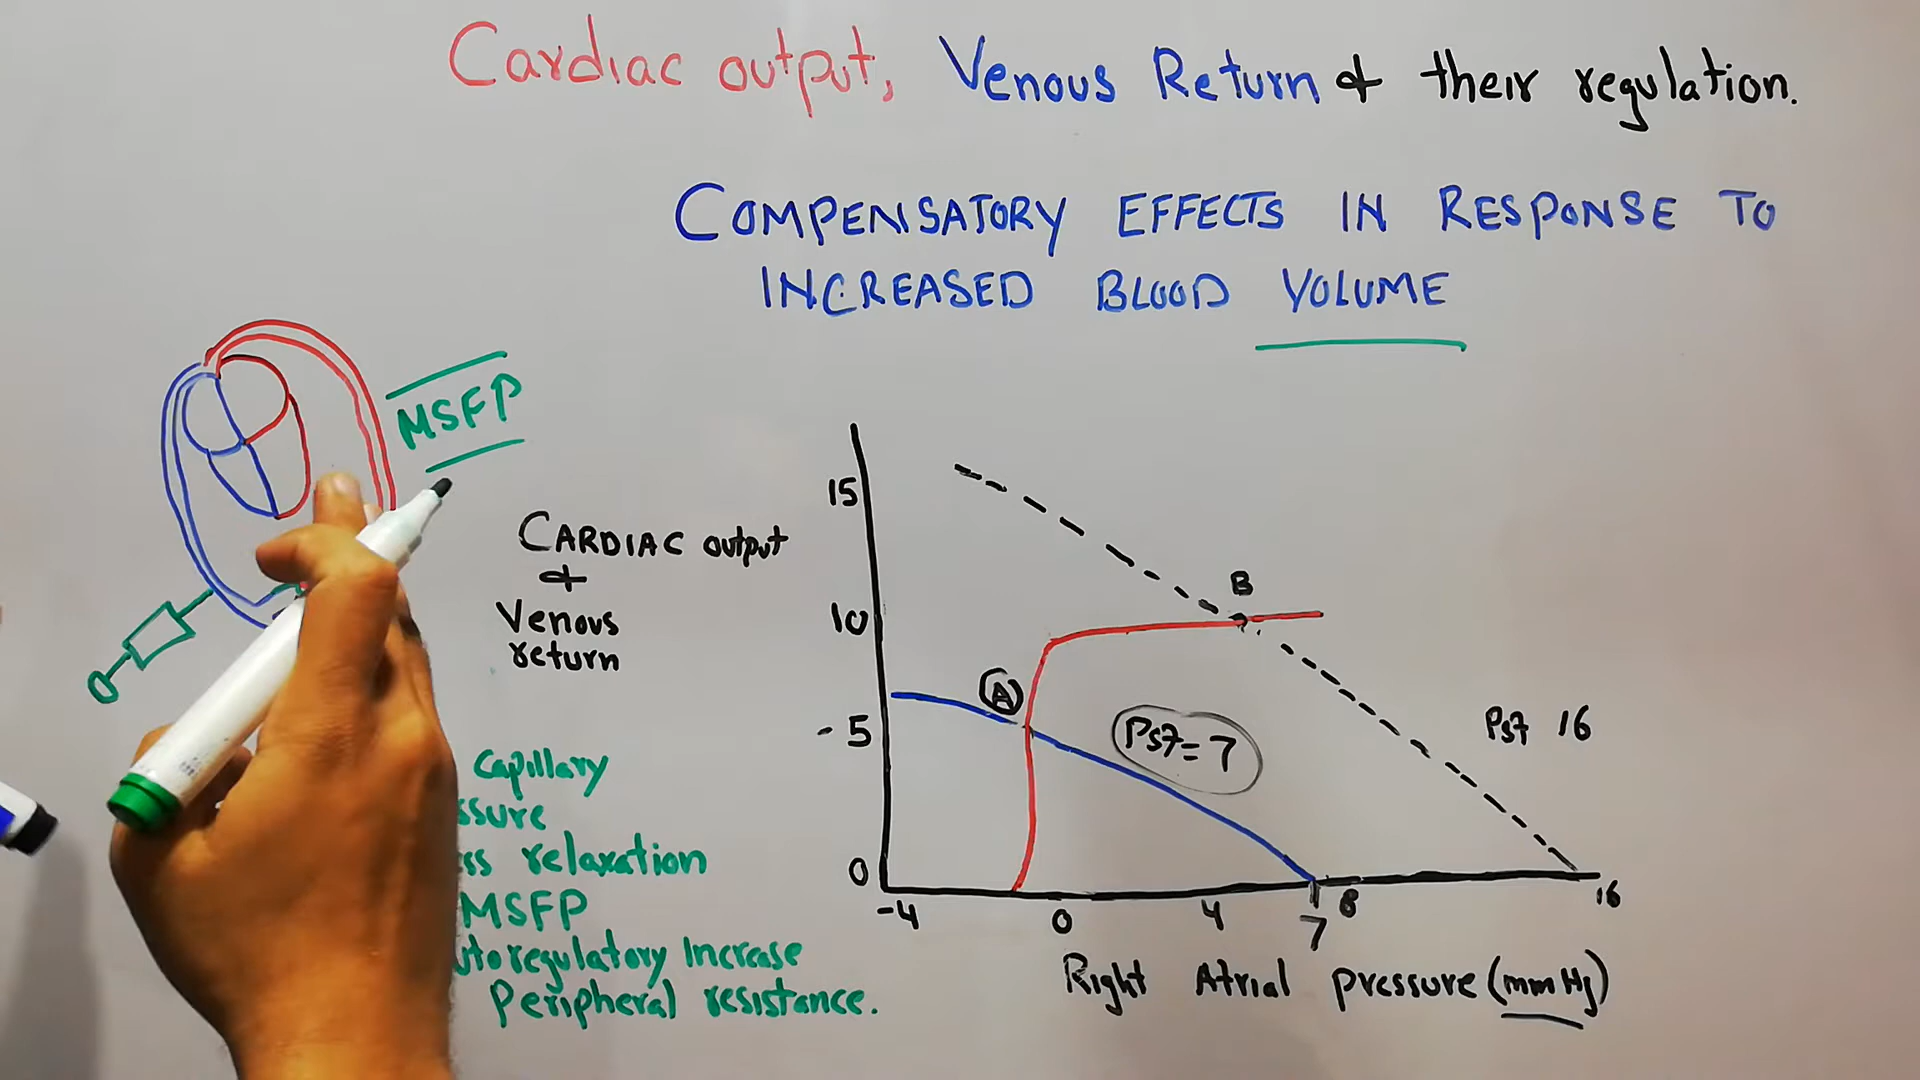 Cardiac output, Venous Return & their regulation.
COMPENSATORY EFFECTS IN RESPONSE TO
INCREASED BLOOD VOLUME
MSFP
CARDIAC output
&
Venous
return
Capillary
ssure
ss relaxation
MSFP
utoregulatory Increase
Peripheral resistance.
15
10
-5
0
-4
0
4
7
8
16
A
B
Psf=7
Psf 16
Right Atrial pressure (mmHg)